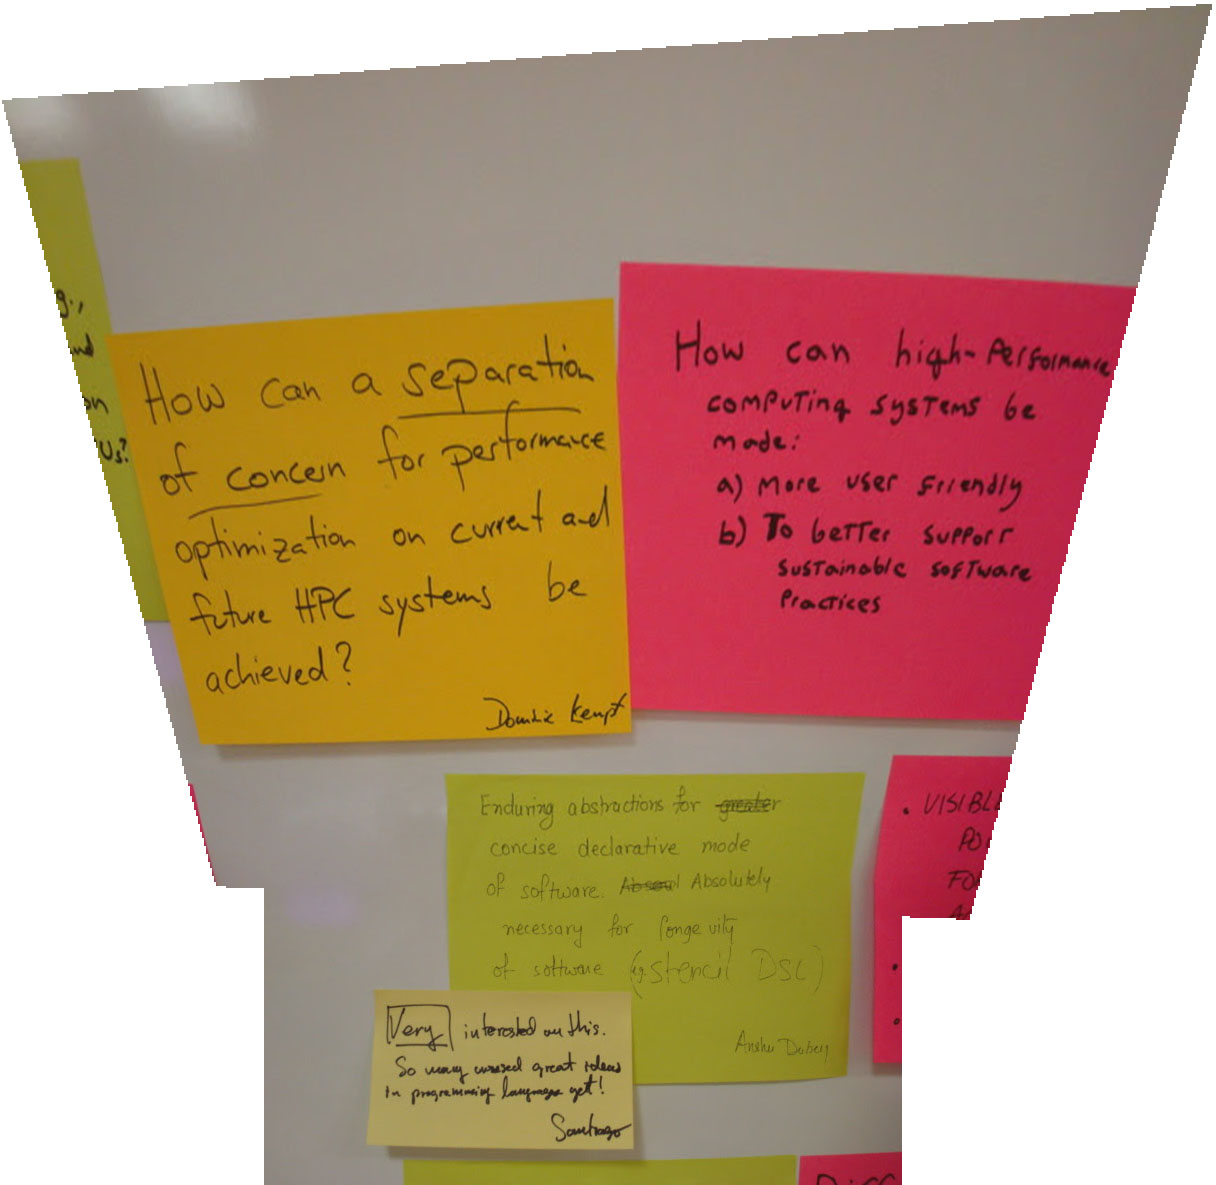 g.,
nd
on
Us?
How can a separation
of concern for performance
optimization on current and
future HPC systems be
achieved?
Dominic Kempf
How can high-Performance
computing systems be
made:
a) More user friendly
b) To better support
sustainable software
Practices
Enduring abstractions for greater
concise declarative mode
of software. Absolutely
necessary for longevity
of software (eg stencil DSL)
Anshu Dubey
Very interested on this.
So many unused great ideas
in programming languages yet!
Santiago
• VISIBL
PO
FO